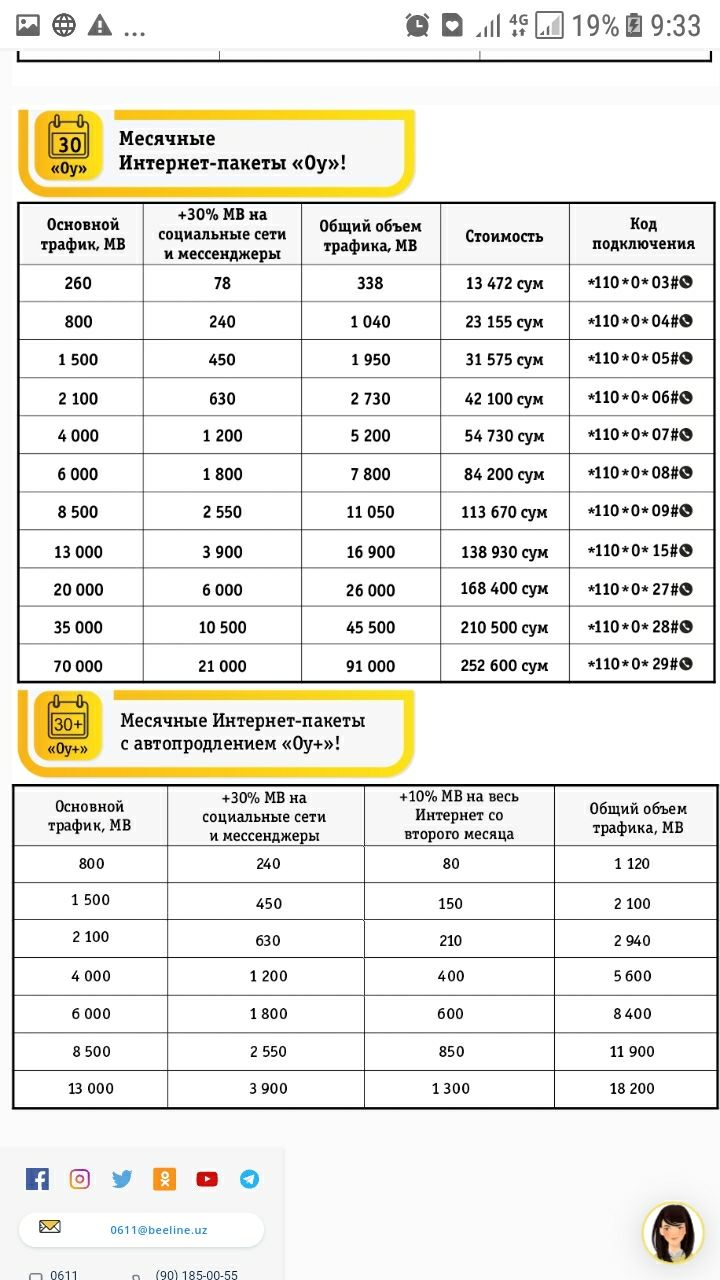 ... 4G 19% 9:33
30
«Оу»
Месячные
Интернет-пакеты «Оу»!
Основной трафик, МВ +30% МВ на социальные сети и мессенджеры Общий объем трафика, МВ Стоимость Код подключения
260 78 338 13 472 сум *110*0*03#
800 240 1 040 23 155 сум *110*0*04#
1 500 450 1 950 31 575 сум *110*0*05#
2 100 630 2 730 42 100 сум *110*0*06#
4 000 1 200 5 200 54 730 сум *110*0*07#
6 000 1 800 7 800 84 200 сум *110*0*08#
8 500 2 550 11 050 113 670 сум *110*0*09#
13 000 3 900 16 900 138 930 сум *110*0*15#
20 000 6 000 26 000 168 400 сум *110*0*27#
35 000 10 500 45 500 210 500 сум *110*0*28#
70 000 21 000 91 000 252 600 сум *110*0*29#
30+
«Оу+»
Месячные Интернет-пакеты
с автопродлением «Оу+»!
Основной трафик, МВ +30% МВ на социальные сети и мессенджеры +10% МВ на весь Интернет со второго месяца Общий объем трафика, МВ
800 240 80 1 120
1 500 450 150 2 100
2 100 630 210 2 940
4 000 1 200 400 5 600
6 000 1 800 600 8 400
8 500 2 550 850 11 900
13 000 3 900 1 300 18 200
0611@beeline.uz
0611 (90) 185-00-55